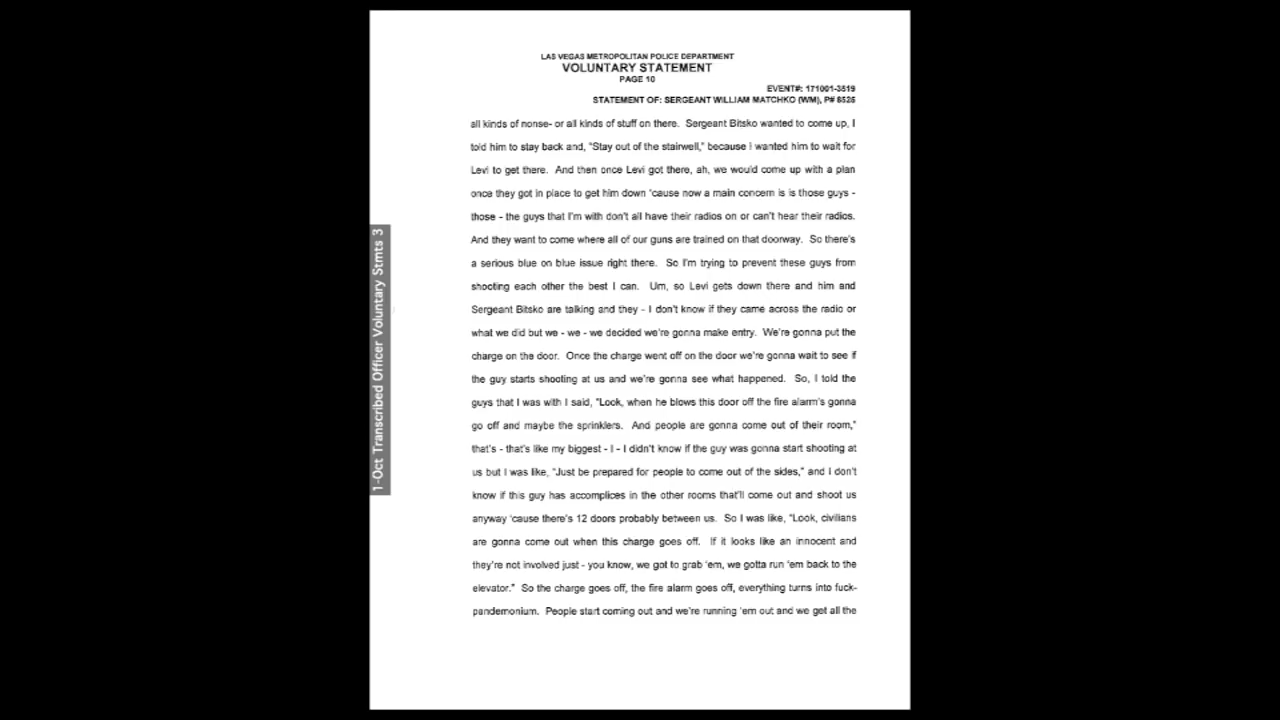 LAS VEGAS METROPOLITAN POLICE DEPARTMENT
VOLUNTARY STATEMENT
PAGE 10
EVENT#: 171001-3519
STATEMENT OF: SERGEANT WILLIAM MATCHKO (WM), P# 8525
all kinds of nonse- or all kinds of stuff on there. Sergeant Bitsko wanted to come up, I
told him to stay back and, "Stay out of the stairwell," because I wanted him to wait for
Levi to get there. And then once Levi got there, ah, we would come up with a plan
once they got in place to get him down 'cause now a main concern is is those guys -
those - the guys that I'm with don't all have their radios on or can't hear their radios.
And they want to come where all of our guns are trained on that doorway. So there's
a serious blue on blue issue right there. So I'm trying to prevent these guys from
shooting each other the best I can. Um, so Levi gets down there and him and
Sergeant Bitsko are talking and they - I don't know if they came across the radio or
what we did but we - we - we decided we're gonna make entry. We're gonna put the
charge on the door. Once the charge went off on the door we're gonna wait to see if
the guy starts shooting at us and we're gonna see what happened. So, I told the
guys that I was with I said, "Look, when he blows this door off the fire alarm's gonna
go off and maybe the sprinklers. And people are gonna come out of their room,"
that's - that's like my biggest - I - I didn't know if the guy was gonna start shooting at
us but I was like, "Just be prepared for people to come out of the sides," and I don't
know if this guy has accomplices in the other rooms that'll come out and shoot us
anyway 'cause there's 12 doors probably between us. So I was like, "Look, civilians
are gonna come out when this charge goes off. If it looks like an innocent and
they're not involved just - you know, we got to grab 'em, we gotta run 'em back to the
elevator." So the charge goes off, the fire alarm goes off, everything turns into fuck-
pandemonium. People start coming out and we're running 'em out and we get all the
1-Oct Transcribed Officer Voluntary Stmts 3